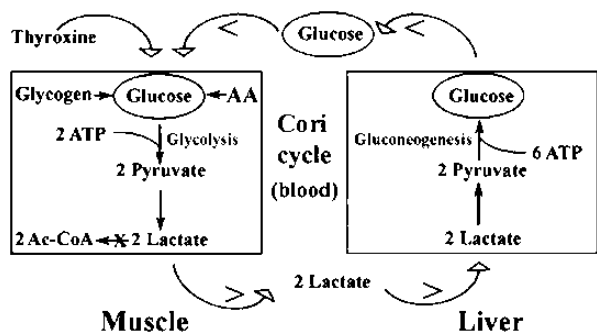 Thyroxine
Glucose
Glycogen
Glucose
AA
2 ATP
Glycolysis
2 Pyruvate
2 Ac-CoA
2 Lactate
Cori
cycle
(blood)
Glucose
Gluconeogenesis
6 ATP
2 Pyruvate
2 Lactate
2 Lactate
Muscle
Liver